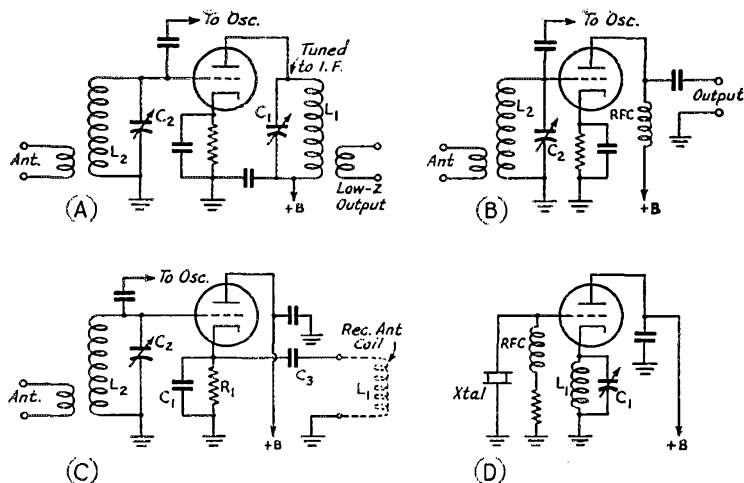 To Osc.
Tuned
to I.F.
C₂
C₁
L₁
L₂
Ant.
Low-Z
Output
+B
(A)
To Osc.
L₂
C₂
RFC
Output
Ant
+B
(B)
To Osc.
Rec. Ant
Coil
C₂
C₃
L₂
C₁
R₁
L₁
Ant.
+B
(C)
RFC
Xtal
L₁
C₁
+B
(D)